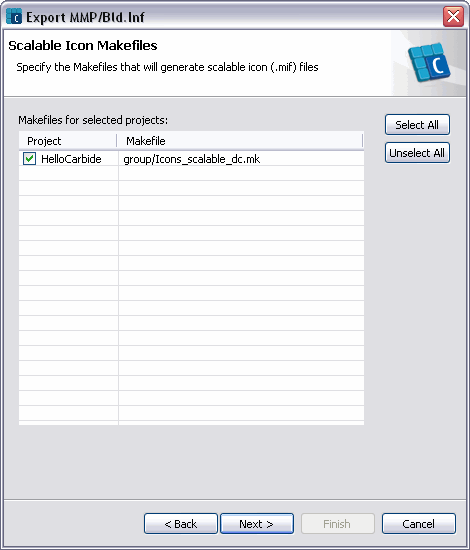 Export MMP/Bld.Inf
Scalable Icon Makefiles
Specify the Makefiles that will generate scalable icon (.mif) files
C
Makefiles for selected projects:
Project Makefile
HelloCarbide group/Icons_scalable_dc.mk
Select All
Unselect All
< Back Next > Finish Cancel